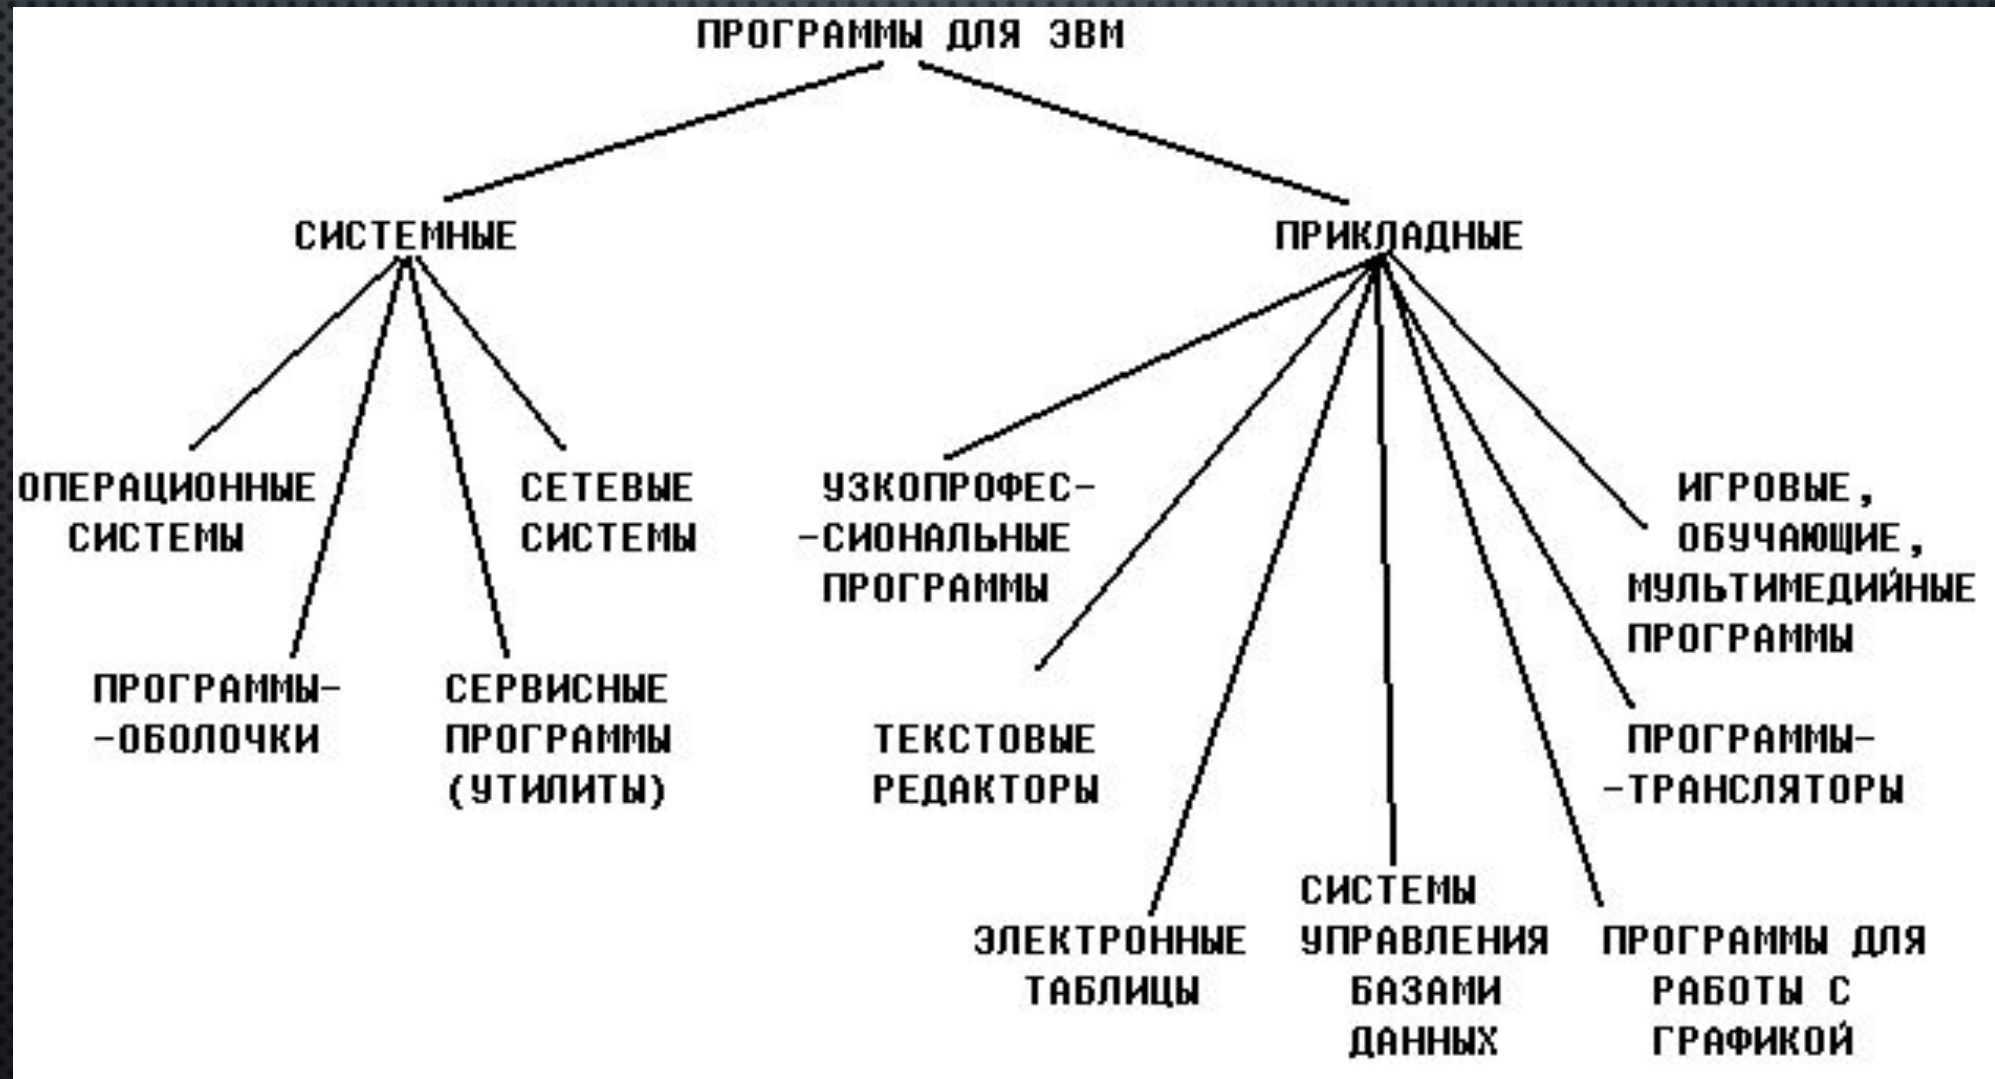 ПРОГРАММЫ ДЛЯ ЭВМ
СИСТЕМНЫЕ
ПРИКЛАДНЫЕ
ОПЕРАЦИОННЫЕ
СИСТЕМЫ
СЕТЕВЫЕ
СИСТЕМЫ
ПРОГРАММЫ-
-ОБОЛОЧКИ
СЕРВИСНЫЕ
ПРОГРАММЫ
(УТИЛИТЫ)
УЗКОПРОФЕС-
-СИОНАЛЬНЫЕ
ПРОГРАММЫ
ИГРОВЫЕ,
ОБУЧАЮЩИЕ,
МУЛЬТИМЕДИЙНЫЕ
ПРОГРАММЫ
ТЕКСТОВЫЕ
РЕДАКТОРЫ
ПРОГРАММЫ-
-ТРАНСЛЯТОРЫ
ЭЛЕКТРОННЫЕ
ТАБЛИЦЫ
СИСТЕМЫ
УПРАВЛЕНИЯ
БАЗАМИ
ДАННЫХ
ПРОГРАММЫ ДЛЯ
РАБОТЫ С
ГРАФИКОЙ